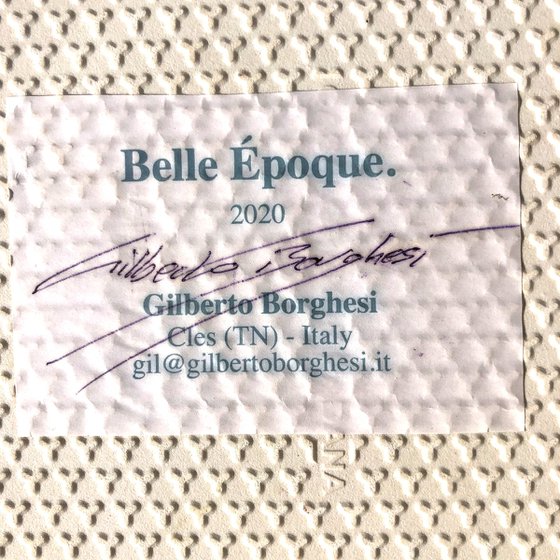 Belle Époque.
2020
Gilberto Borghesi
Gilberto Borghesi
Cles (TN) - Italy
gil@gilbertoborghesi.it